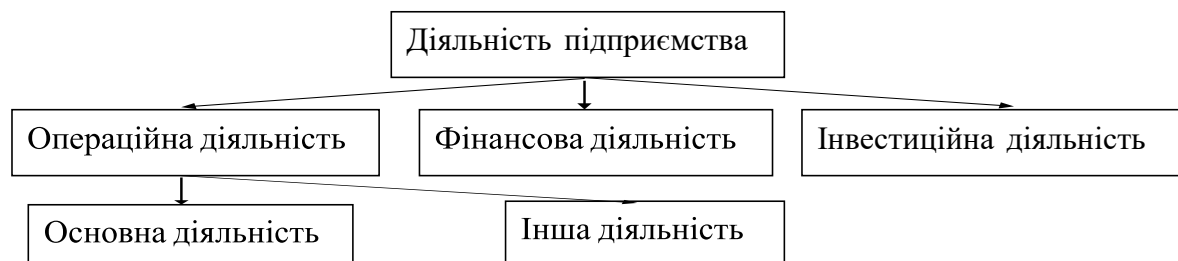 Діяльність підприємства
Операційна діяльність
Фінансова діяльність
Інвестиційна діяльність
Основна діяльність
Інша діяльність